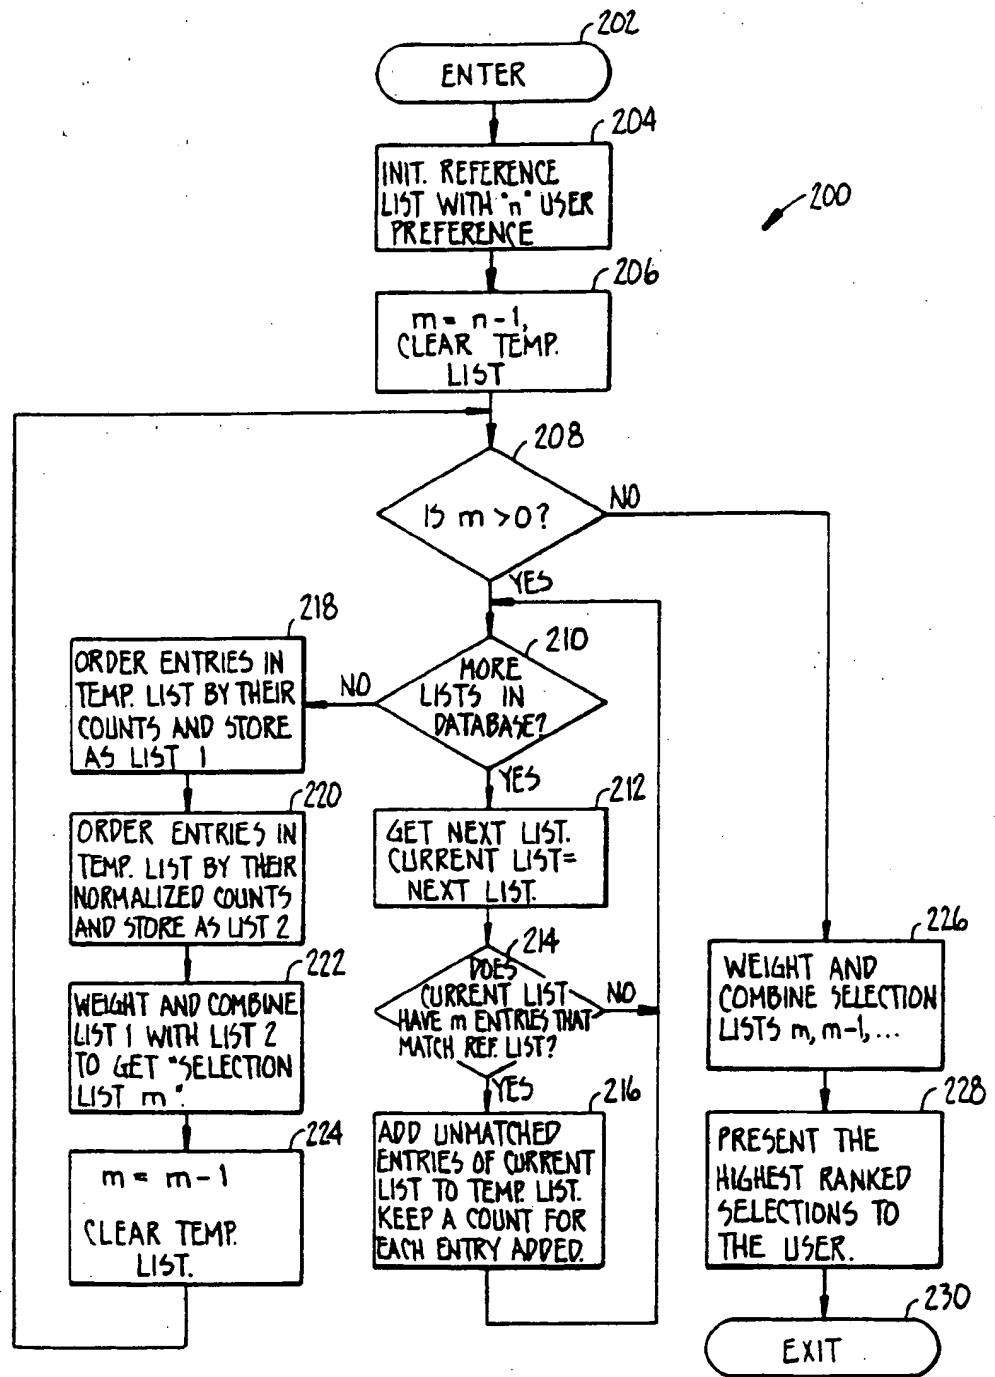 202
ENTER
204
INIT. REFERENCE
LIST WITH "n" USER
PREFERENCE
200
206
m = n-1,
CLEAR TEMP.
LIST
208
IS m > 0?
NO
YES
210
MORE
LISTS IN
DATABASE?
NO
YES
218
ORDER ENTRIES IN
TEMP. LIST BY THEIR
COUNTS AND STORE
AS LIST 1
212
GET NEXT LIST.
CURRENT LIST=
NEXT LIST.
220
ORDER ENTRIES IN
TEMP. LIST BY THEIR
NORMALIZED COUNTS
AND STORE AS LIST 2
214
DOES
CURRENT LIST
HAVE m ENTRIES THAT
MATCH REF. LIST?
NO
YES
222
WEIGHT AND COMBINE
LIST 1 WITH LIST 2
TO GET "SELECTION
LIST m".
216
ADD UNMATCHED
ENTRIES OF CURRENT
LIST TO TEMP. LIST.
KEEP A COUNT FOR
EACH ENTRY ADDED.
224
m = m-1
CLEAR TEMP.
LIST.
226
WEIGHT AND
COMBINE SELECTION
LISTS m, m-1, ...
228
PRESENT THE
HIGHEST RANKED
SELECTIONS TO
THE USER.
230
EXIT